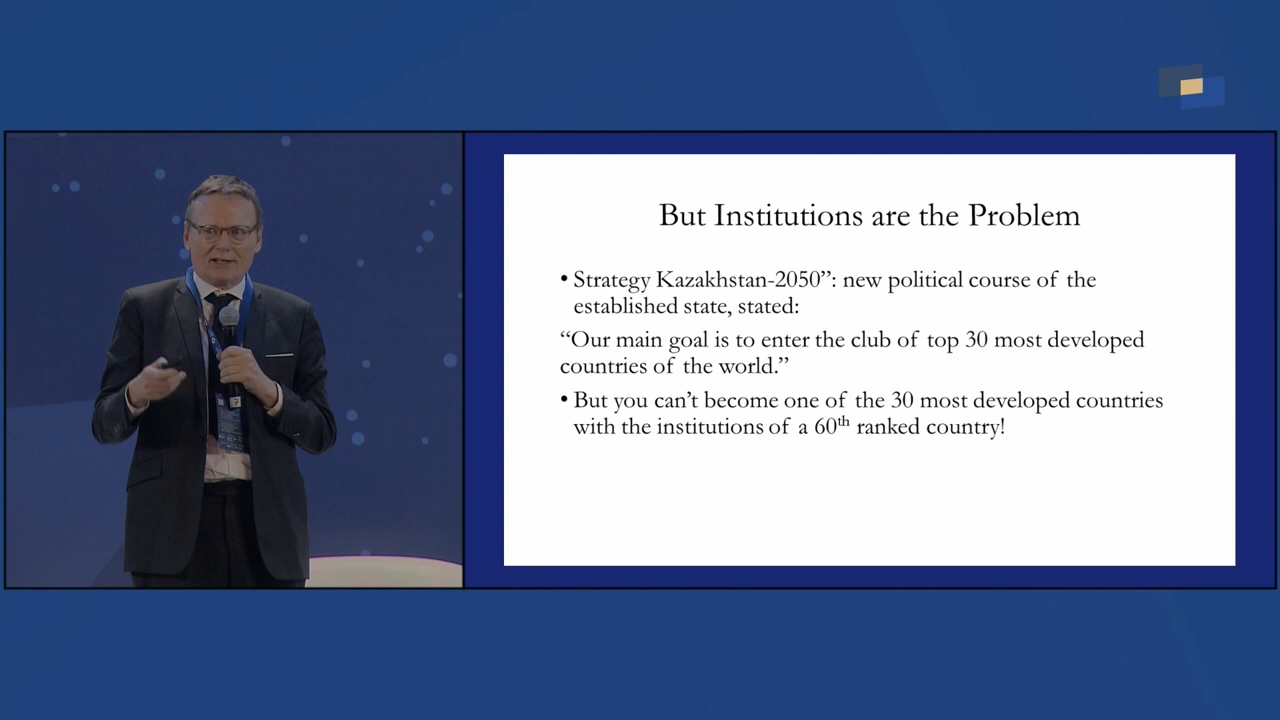 But Institutions are the Problem
• Strategy Kazakhstan-2050”: new political course of the
established state, stated:
“Our main goal is to enter the club of top 30 most developed
countries of the world.”
• But you can’t become one of the 30 most developed countries
with the institutions of a 60th ranked country!